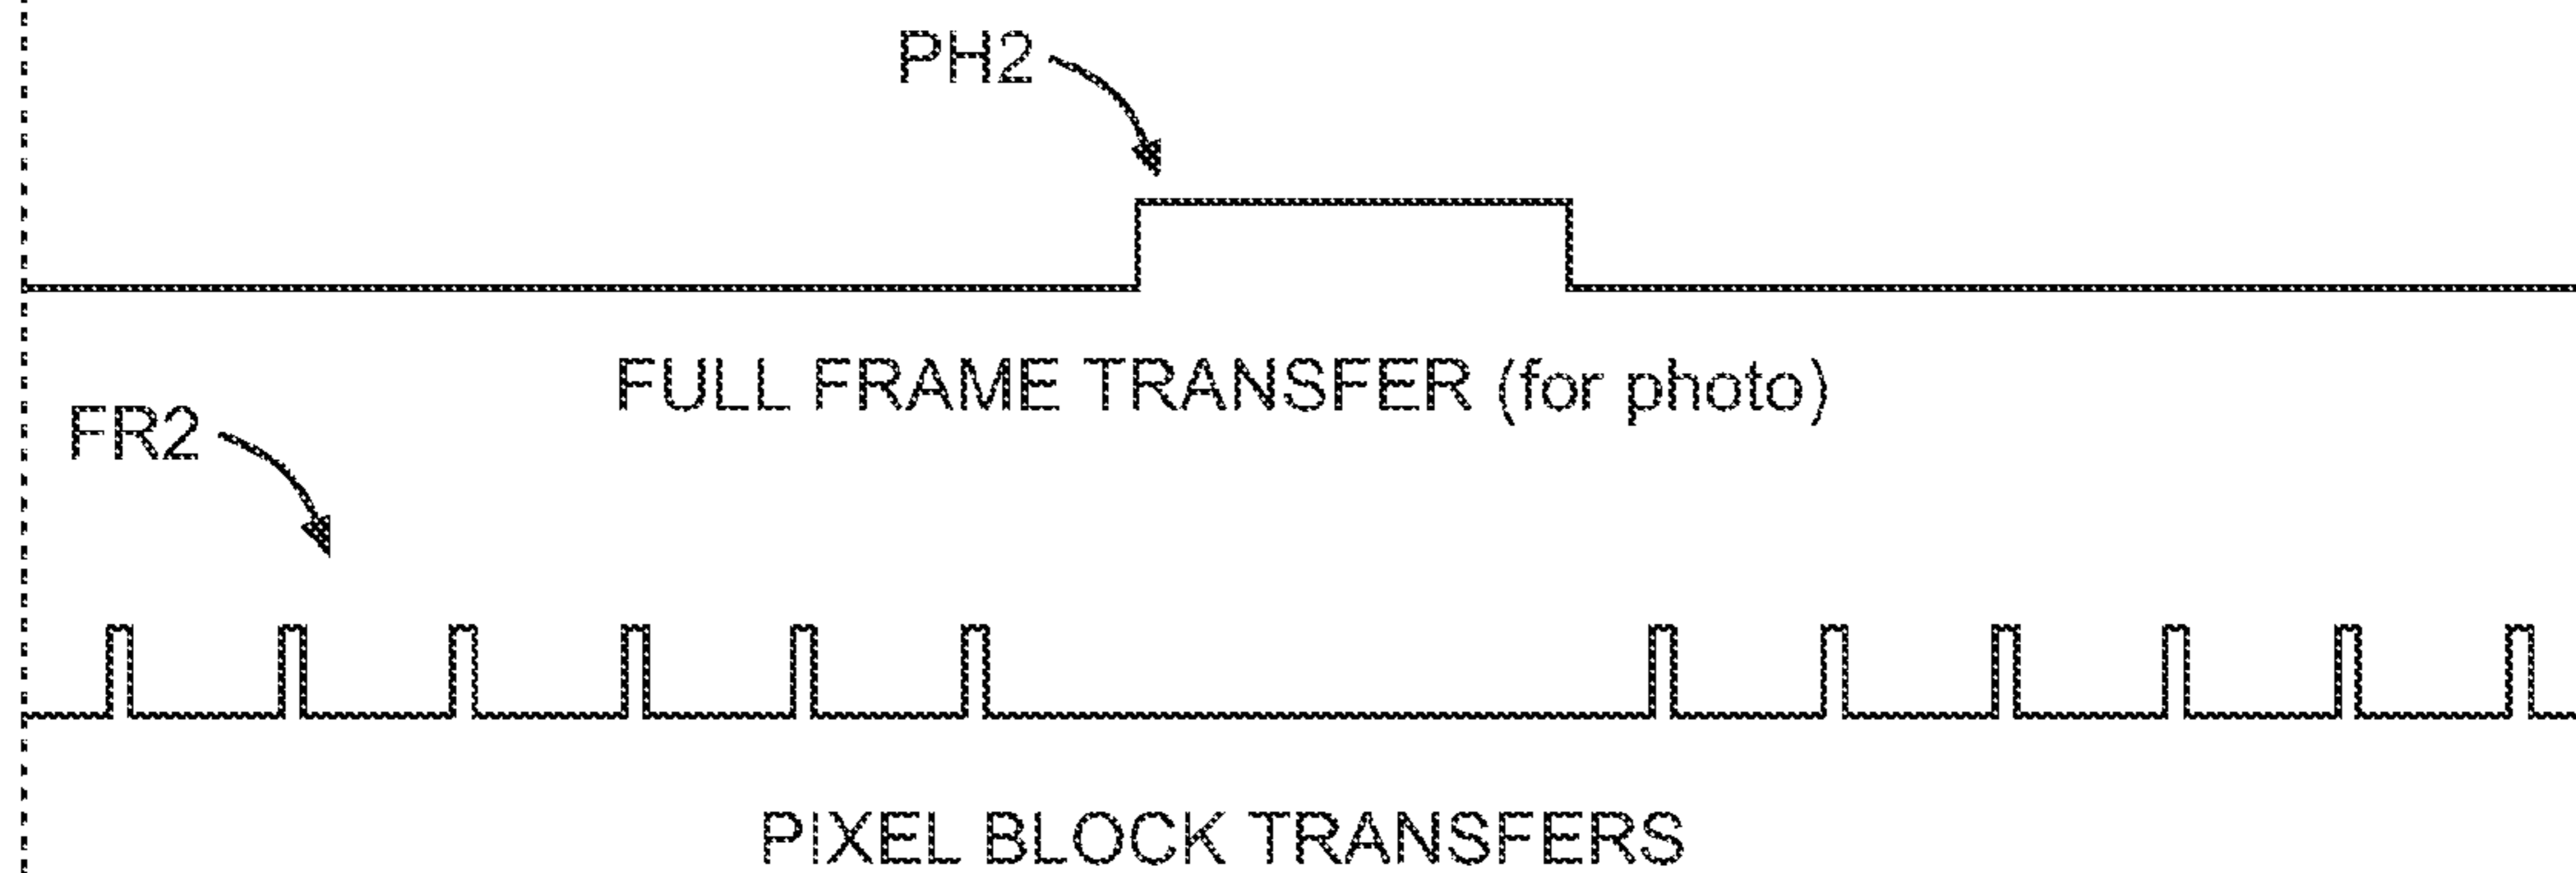 PH2
FULL FRAME TRANSFER (for photo)
FR2
PIXEL BLOCK TRANSFERS